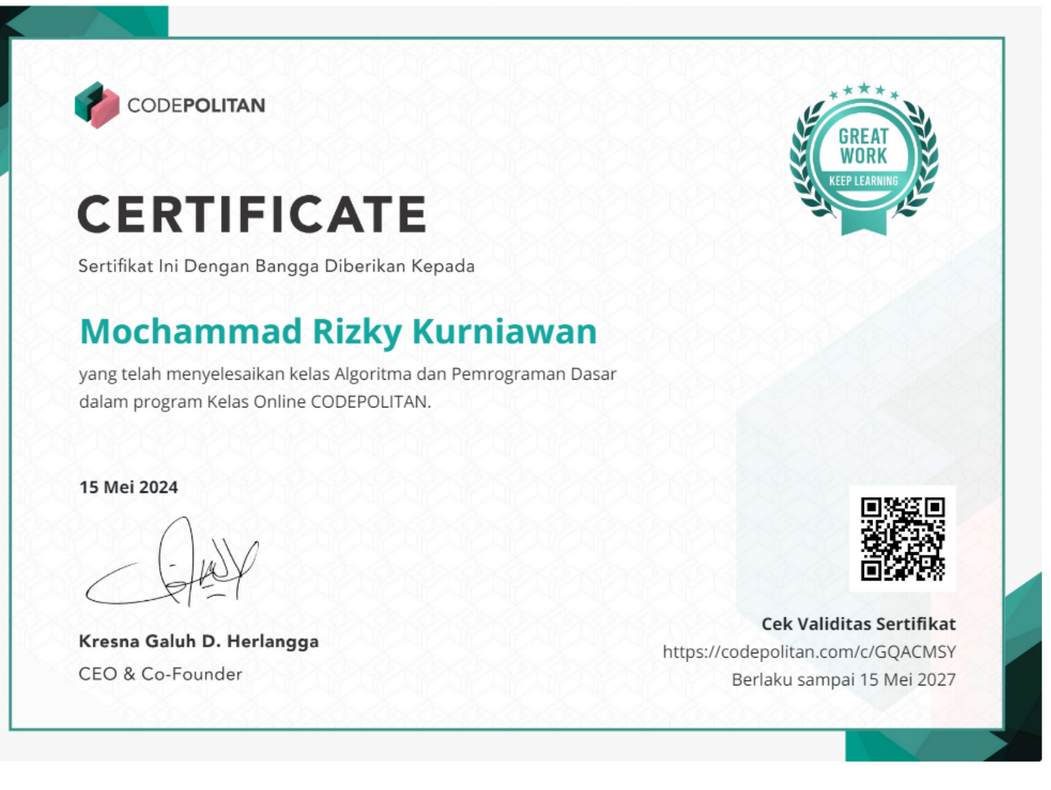 CODEPOLITAN
GREAT
WORK
KEEP LEARNING
CERTIFICATE
Sertifikat Ini Dengan Bangga Diberikan Kepada
Mochammad Rizky Kurniawan
yang telah menyelesaikan kelas Algoritma dan Pemrograman Dasar
dalam program Kelas Online CODEPOLITAN.
15 Mei 2024
Kresna Galuh D. Herlangga
CEO & Co-Founder
Cek Validitas Sertifikat
https://codepolitan.com/c/GQACMSY
Berlaku sampai 15 Mei 2027